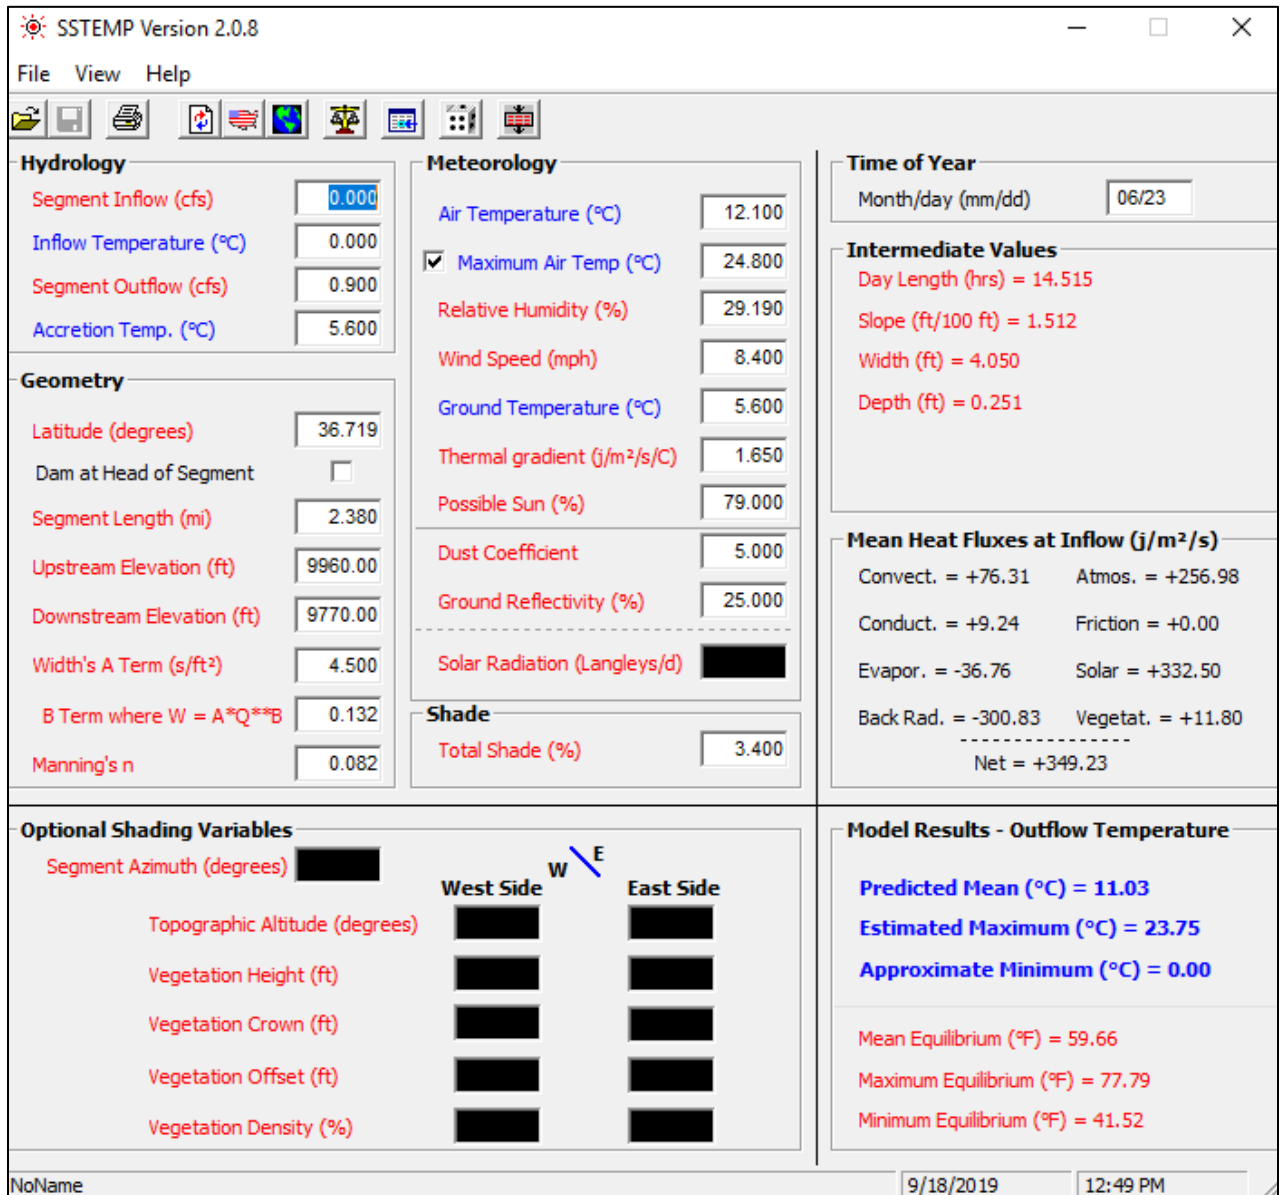 SSTEMP Version 2.0.8
File View Help
Hydrology
Segment Inflow (cfs) 0.000
Inflow Temperature (°C) 0.000
Segment Outflow (cfs) 0.900
Accretion Temp. (°C) 5.600
Geometry
Latitude (degrees) 36.719
Dam at Head of Segment
Segment Length (mi) 2.380
Upstream Elevation (ft) 9960.00
Downstream Elevation (ft) 9770.00
Width's A Term (s/ft²) 4.500
B Term where W = A*Q**B 0.132
Manning's n 0.082
Meteorology
Air Temperature (°C) 12.100
Maximum Air Temp (°C) 24.800
Relative Humidity (%) 29.190
Wind Speed (mph) 8.400
Ground Temperature (°C) 5.600
Thermal gradient (j/m²/s/C) 1.650
Possible Sun (%) 79.000
Dust Coefficient 5.000
Ground Reflectivity (%) 25.000
Solar Radiation (Langleys/d)
Shade
Total Shade (%) 3.400
Time of Year
Month/day (mm/dd) 06/23
Intermediate Values
Day Length (hrs) = 14.515
Slope (ft/100 ft) = 1.512
Width (ft) = 4.050
Depth (ft) = 0.251
Mean Heat Fluxes at Inflow (j/m²/s)
Convect. = +76.31 Atmos. = +256.98
Conduct. = +9.24 Friction = +0.00
Evapor. = -36.76 Solar = +332.50
Back Rad. = -300.83 Vegetat. = +11.80
Net = +349.23
Optional Shading Variables
Segment Azimuth (degrees)
W E
West Side East Side
Topographic Altitude (degrees)
Vegetation Height (ft)
Vegetation Crown (ft)
Vegetation Offset (ft)
Vegetation Density (%)
Model Results - Outflow Temperature
Predicted Mean (°C) = 11.03
Estimated Maximum (°C) = 23.75
Approximate Minimum (°C) = 0.00
Mean Equilibrium (°F) = 59.66
Maximum Equilibrium (°F) = 77.79
Minimum Equilibrium (°F) = 41.52
NoName 9/18/2019 12:49 PM